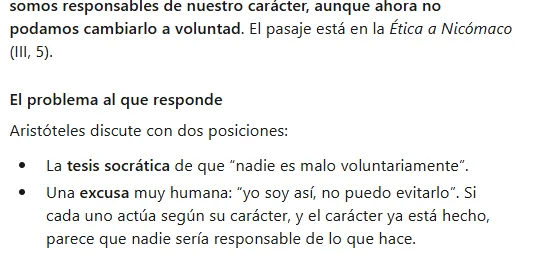 somos responsables de nuestro carácter, aunque ahora no
podamos cambiarlo a voluntad. El pasaje está en la Ética a Nicómaco
(III, 5).
El problema al que responde
Aristóteles discute con dos posiciones:
• La tesis socrática de que “nadie es malo voluntariamente”.
• Una excusa muy humana: “yo soy así, no puedo evitarlo”. Si
cada uno actúa según su carácter, y el carácter ya está hecho,
parece que nadie sería responsable de lo que hace.